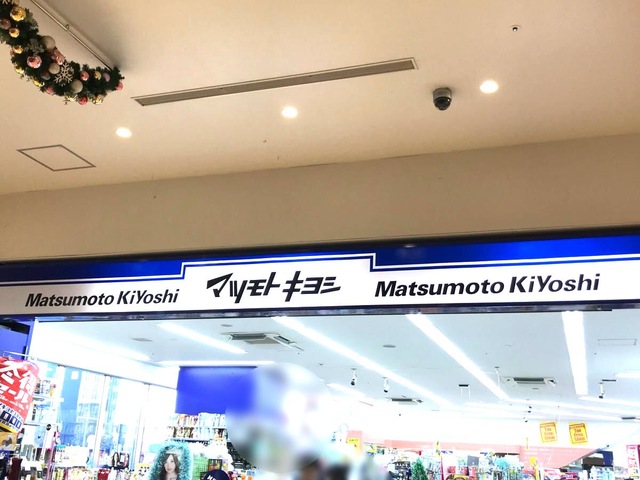 Matsumoto KiYoshi
マツモトキヨシ
Matsumoto KiYoshi